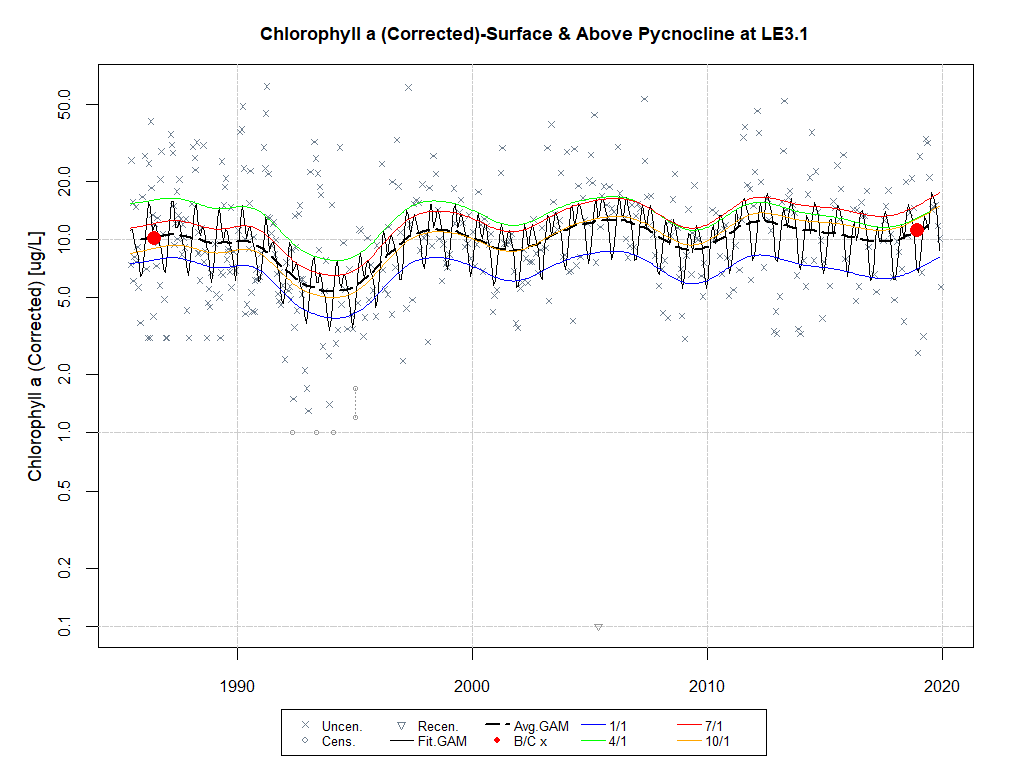 Chlorophyll a (Corrected)-Surface & Above Pycnocline at LE3.1
Chlorophyll a (Corrected) [ug/L]
50.0
20.0
10.0
5.0
2.0
1.0
0.5
0.2
0.1
1990 2000 2010 2020
Uncen. Recen. Avg.GAM 1/1 7/1
Cens. Fit.GAM B/C x 4/1 10/1